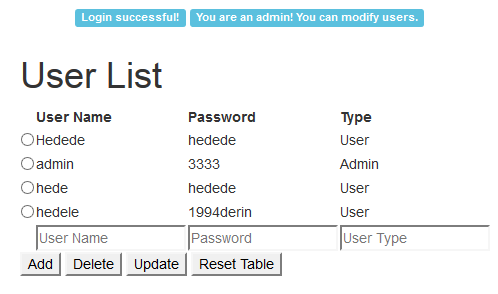 Login successful! You are an admin! You can modify users.
User List
User Name Password Type
Hedede hedede User
admin 3333 Admin
hede hedede User
hedele 1994derin User
User Name Password User Type
Add Delete Update Reset Table